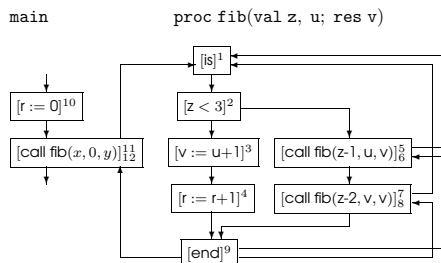 main
proc fib(val z, u; res v)
[is]¹
[r := 0]¹⁰
[z < 3]²
[call fib(x, 0, y)]¹¹₁₂
[v := u+1]³
[call fib(z-1, u, v)]⁵₆
[r := r+1]⁴
[call fib(z-2, v, v)]⁷₈
[end]⁹